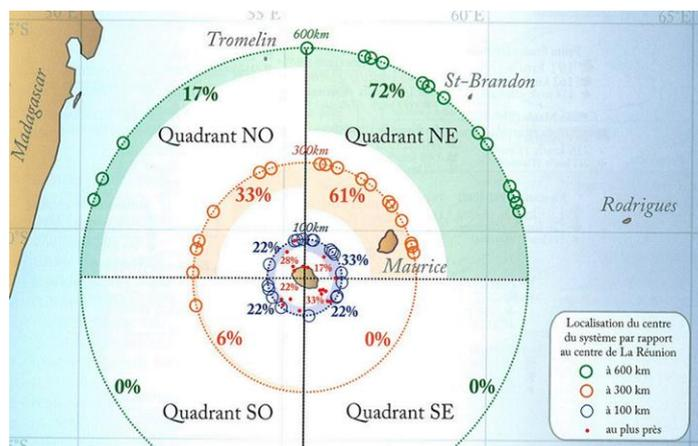 50°E
55°E
60°E
65°E
Tromelin
600km
St-Brandon
17%
72%
Madagascar
Quadrant NO
Quadrant NE
300km
33%
61%
Rodrigues
100km
22%
28%
17%
33%
Maurice
22%
22%
33%
22%
6%
0%
0%
0%
Quadrant SO
Quadrant SE
Localisation du centre
du système par rapport
au centre de La Réunion
à 600 km
à 300 km
à 100 km
au plus près